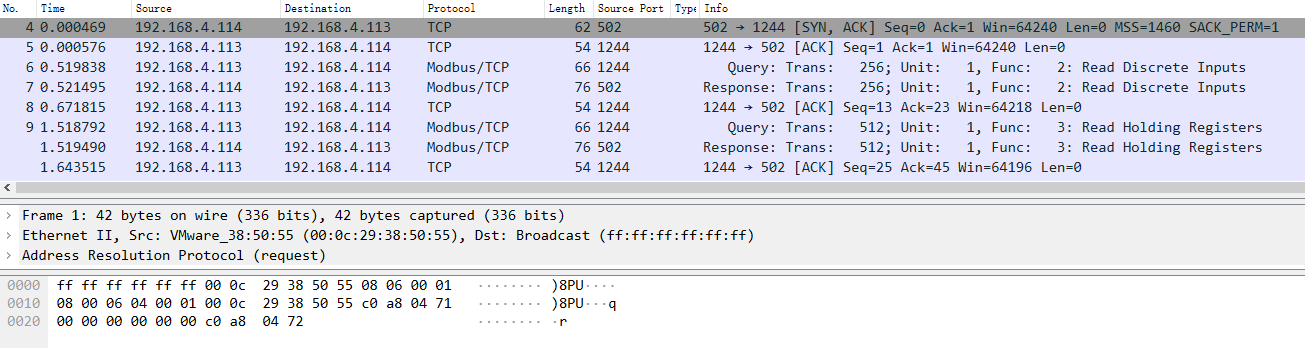 No. Time Source Destination Protocol Length Source Port Type Info
4 0.000469 192.168.4.114 192.168.4.113 TCP 62 502 502 → 1244 [SYN, ACK] Seq=0 Ack=1 Win=64240 Len=0 MSS=1460 SACK_PERM=1
5 0.000576 192.168.4.113 192.168.4.114 TCP 54 1244 1244 → 502 [ACK] Seq=1 Ack=1 Win=64240 Len=0
6 0.519838 192.168.4.113 192.168.4.114 Modbus/TCP 66 1244 Query: Trans: 256; Unit: 1, Func: 2: Read Discrete Inputs
7 0.521495 192.168.4.114 192.168.4.113 Modbus/TCP 76 502 Response: Trans: 256; Unit: 1, Func: 2: Read Discrete Inputs
8 0.671815 192.168.4.113 192.168.4.114 TCP 54 1244 1244 → 502 [ACK] Seq=13 Ack=23 Win=64218 Len=0
9 1.518792 192.168.4.113 192.168.4.114 Modbus/TCP 66 1244 Query: Trans: 512; Unit: 1, Func: 3: Read Holding Registers
1.519490 192.168.4.114 192.168.4.113 Modbus/TCP 76 502 Response: Trans: 512; Unit: 1, Func: 3: Read Holding Registers
1.643515 192.168.4.113 192.168.4.114 TCP 54 1244 1244 → 502 [ACK] Seq=25 Ack=45 Win=64196 Len=0
Frame 1: 42 bytes on wire (336 bits), 42 bytes captured (336 bits)
Ethernet II, Src: VMware_38:50:55 (00:0c:29:38:50:55), Dst: Broadcast (ff:ff:ff:ff:ff:ff)
Address Resolution Protocol (request)
0000 ff ff ff ff ff ff 00 0c 29 38 50 55 08 06 00 01 ········ )8PU····
0010 08 00 06 04 00 01 00 0c 29 38 50 55 c0 a8 04 71 ········ )8PU···q
0020 00 00 00 00 00 00 c0 a8 04 72 ········ ·r